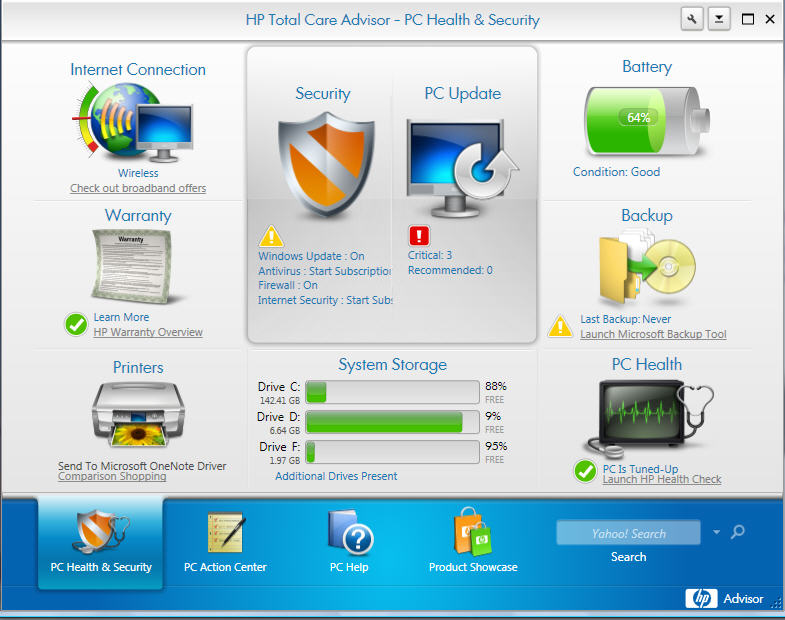 HP Total Care Advisor - PC Health & Security
Internet Connection
Wireless
Check out broadband offers
Security
Windows Update : On
Antivirus : Start Subscription
Firewall : On
Internet Security : Start Subs
PC Update
Critical: 3
Recommended: 0
Battery
64%
Condition: Good
Warranty
Warranty
Learn More
HP Warranty Overview
Backup
Last Backup: Never
Launch Microsoft Backup Tool
Printers
Send To Microsoft OneNote Driver
Comparison Shopping
System Storage
Drive C: 88%
142.41 GB FREE
Drive D: 9%
6.64 GB FREE
Drive F: 95%
1.97 GB FREE
Additional Drives Present
PC Health
PC Is Tuned-Up
Launch HP Health Check
PC Health & Security
PC Action Center
PC Help
Product Showcase
Yahoo! Search
Search
hp Advisor